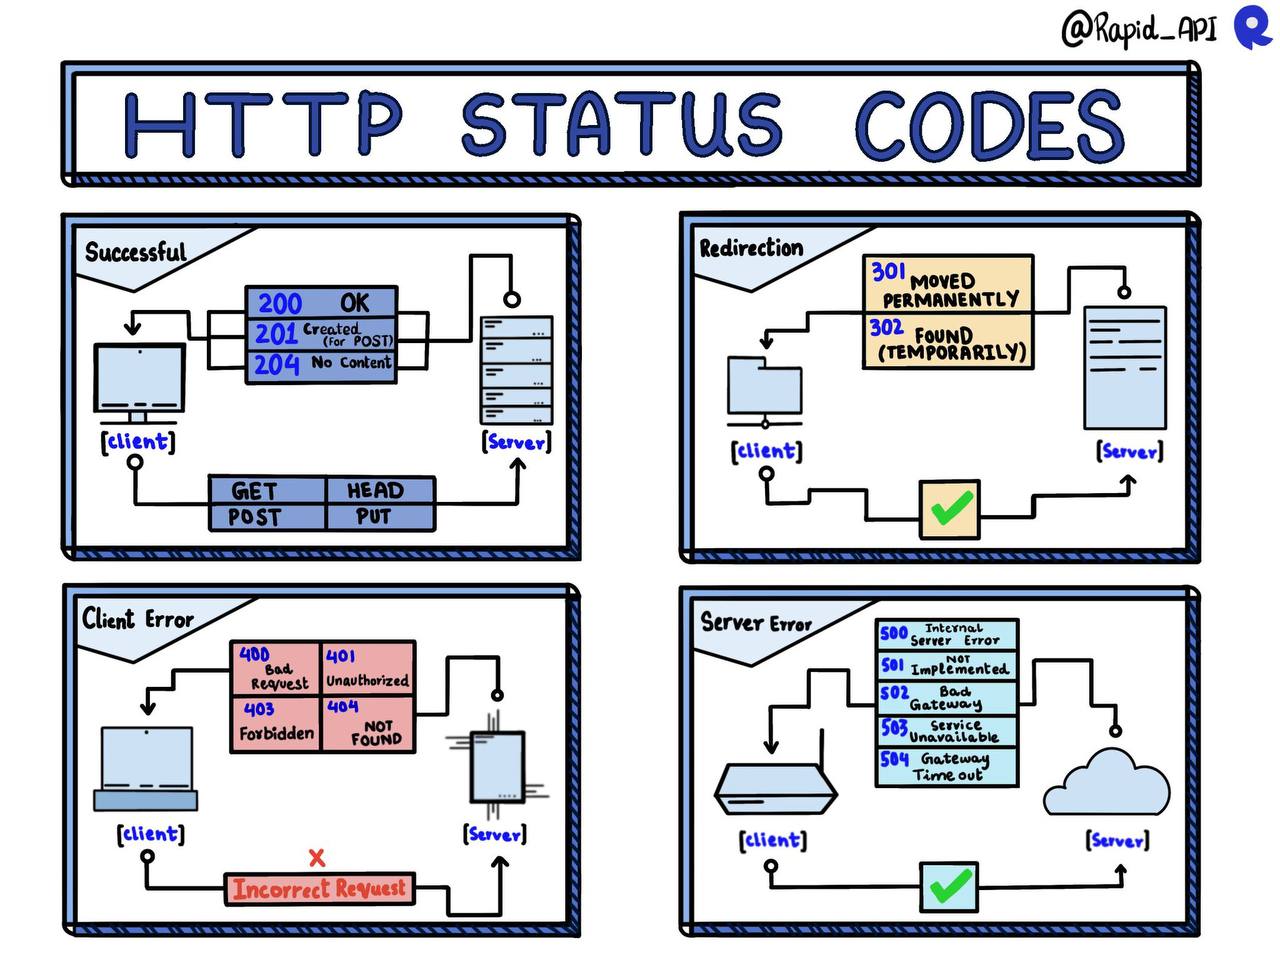 @Rapid_API
HTTP STATUS CODES
Successful
200 OK
201 Created
(for POST)
204 No Content
[client]
[Server]
GET HEAD
POST PUT
Redirection
301 MOVED
PERMANENTLY
302 FOUND
(TEMPORARILY)
[client]
[Server]
Client Error
400 Bad
Request
401
Unauthorized
403
Forbidden
404
NOT
FOUND
[client]
[Server]
X
Incorrect Request
Server Error
500 Internal
Server Error
501 NOT
Implemented
502 Bad
Gateway
503 Service
Unavailable
504 Gateway
Time out
[client]
[Server]